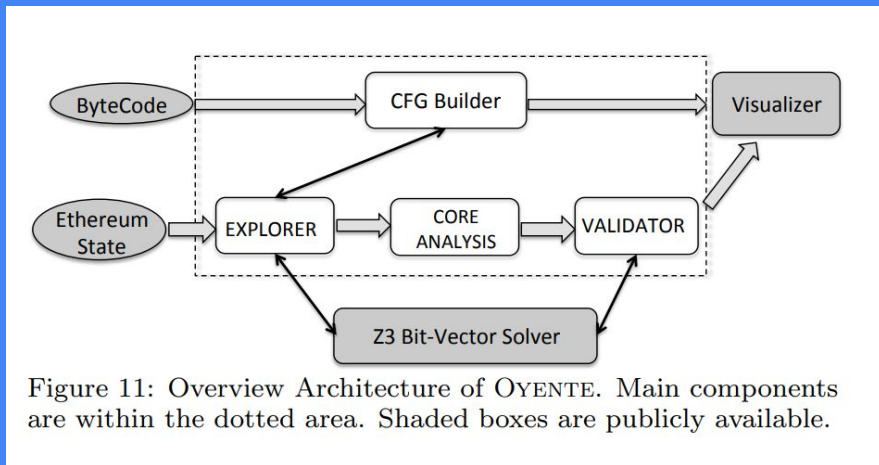 ByteCode
CFG Builder
Visualizer
Ethereum
State
EXPLORER
CORE
ANALYSIS
VALIDATOR
Z3 Bit-Vector Solver
Figure 11: Overview Architecture of OYENTE. Main components
are within the dotted area. Shaded boxes are publicly available.